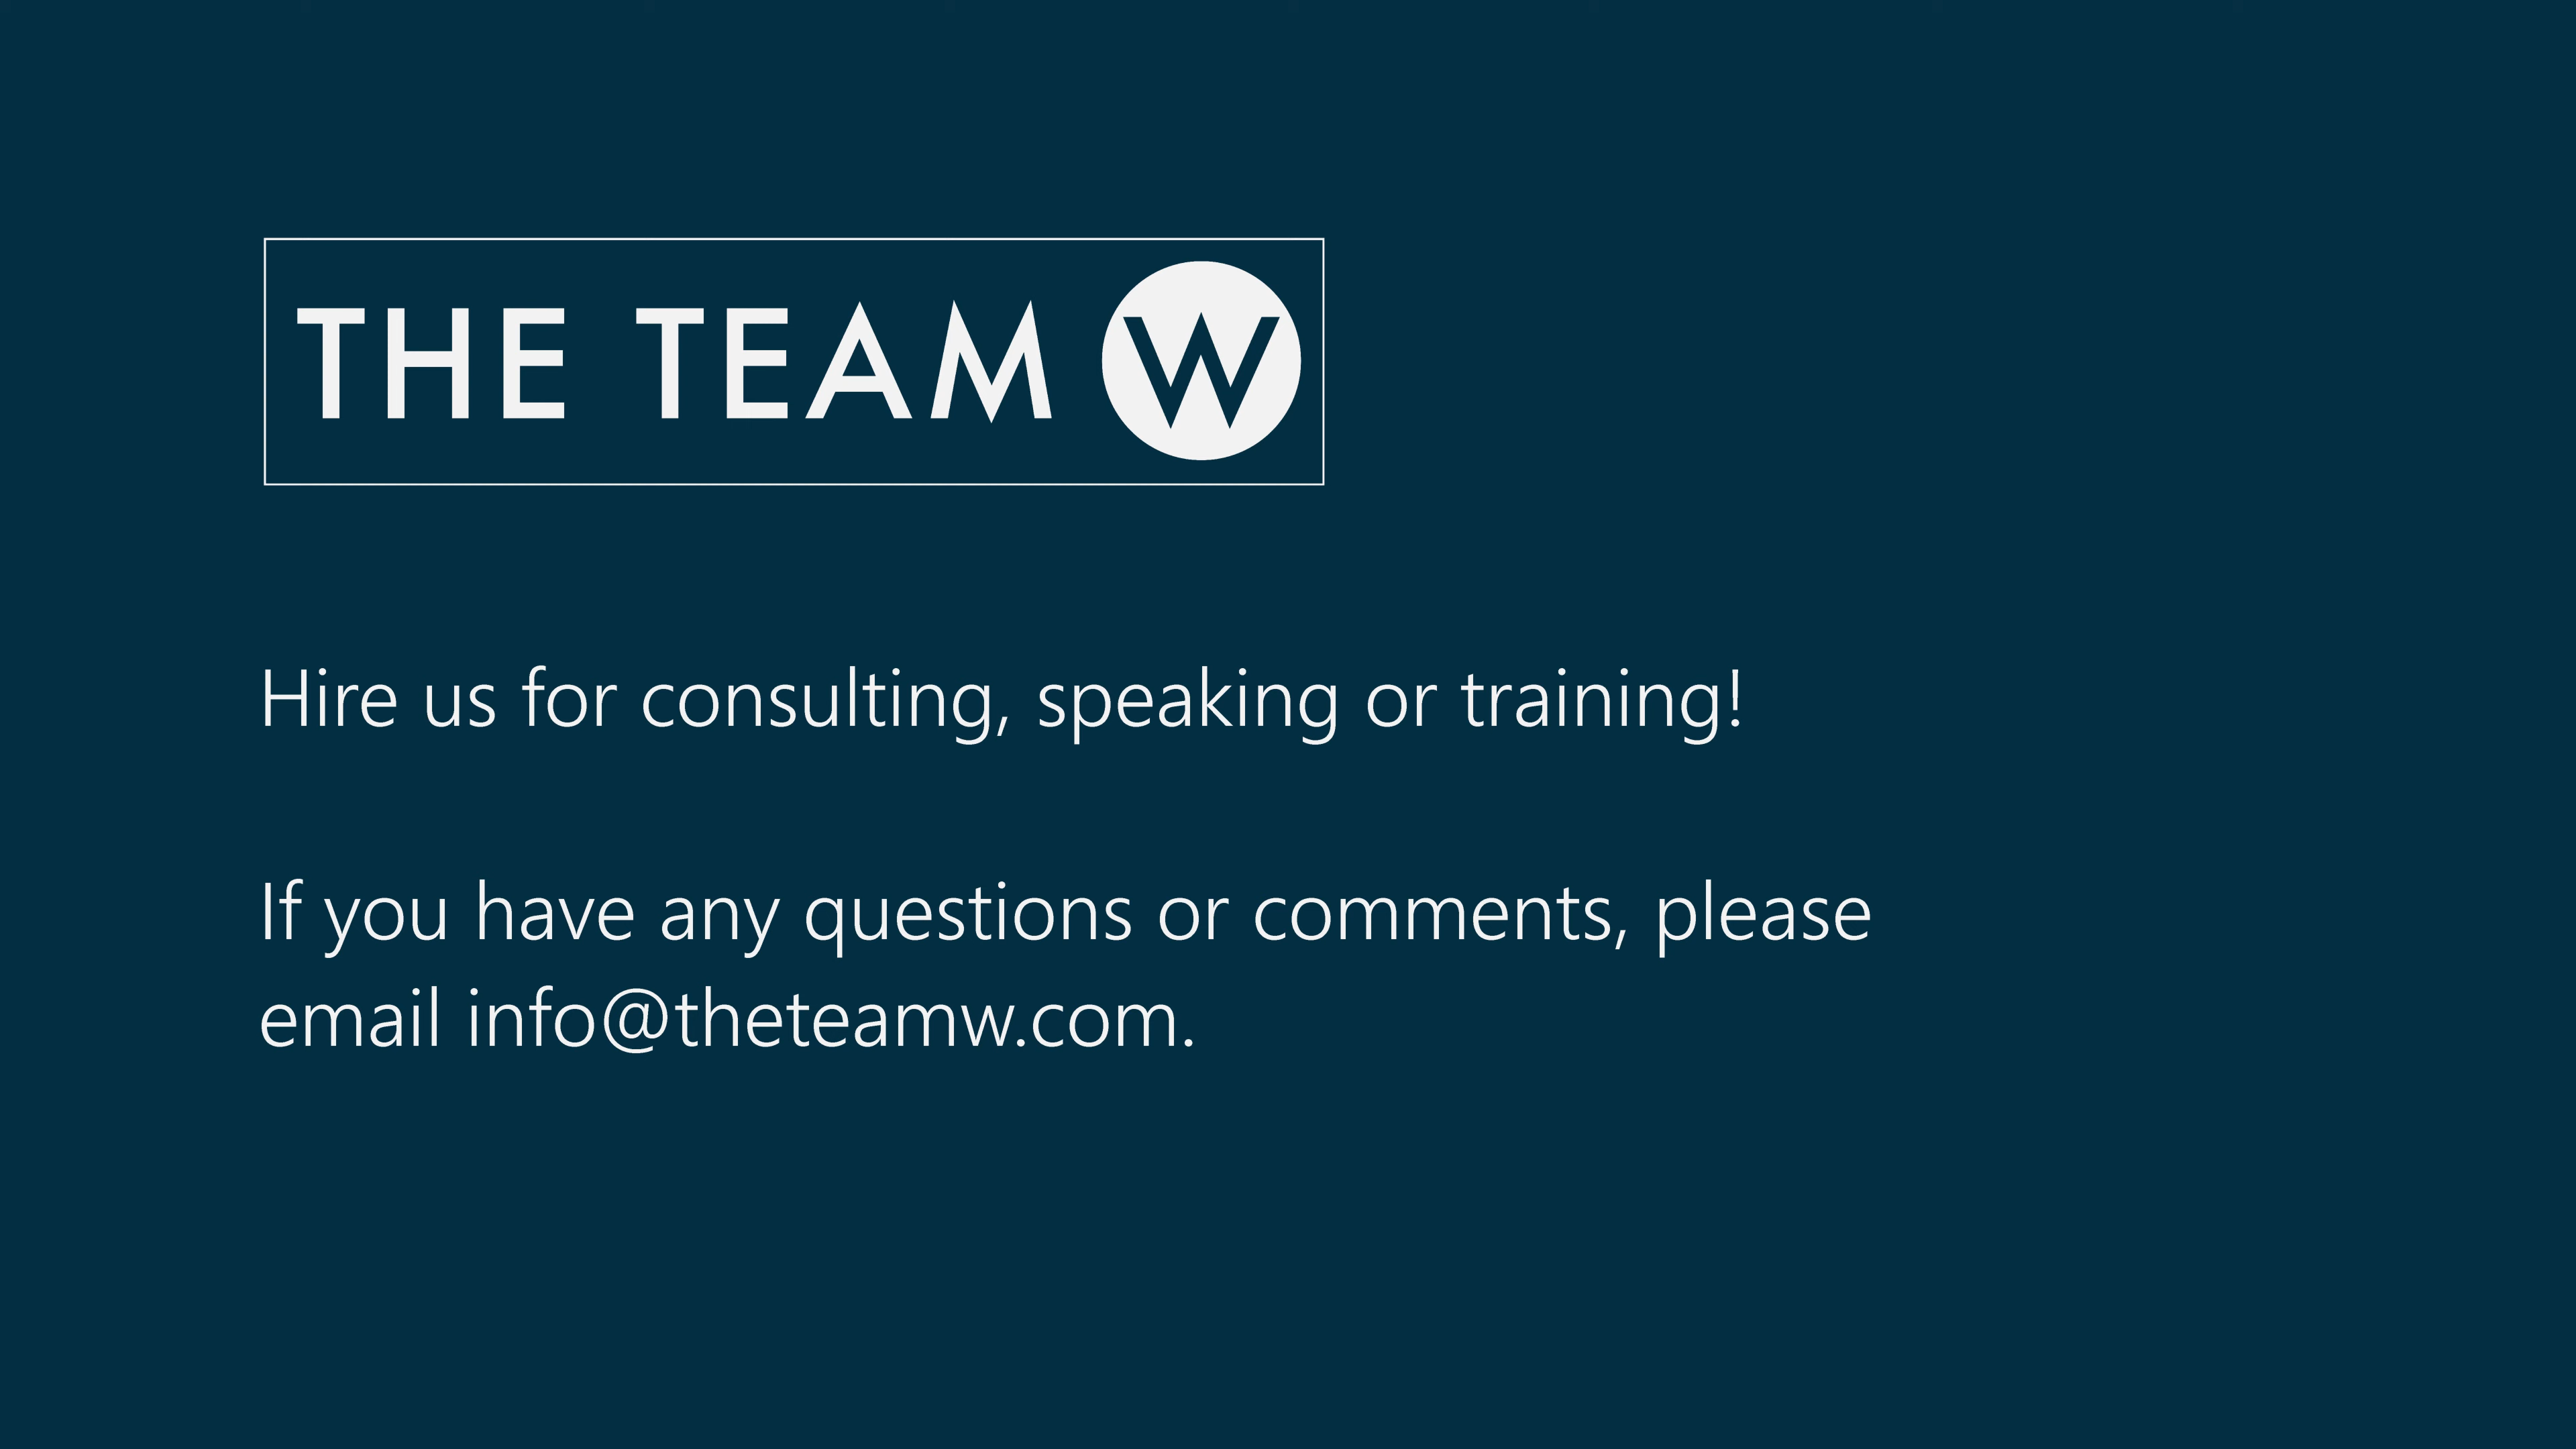 THE TEAM W
Hire us for consulting, speaking or training!
If you have any questions or comments, please
email info@theteamw.com.